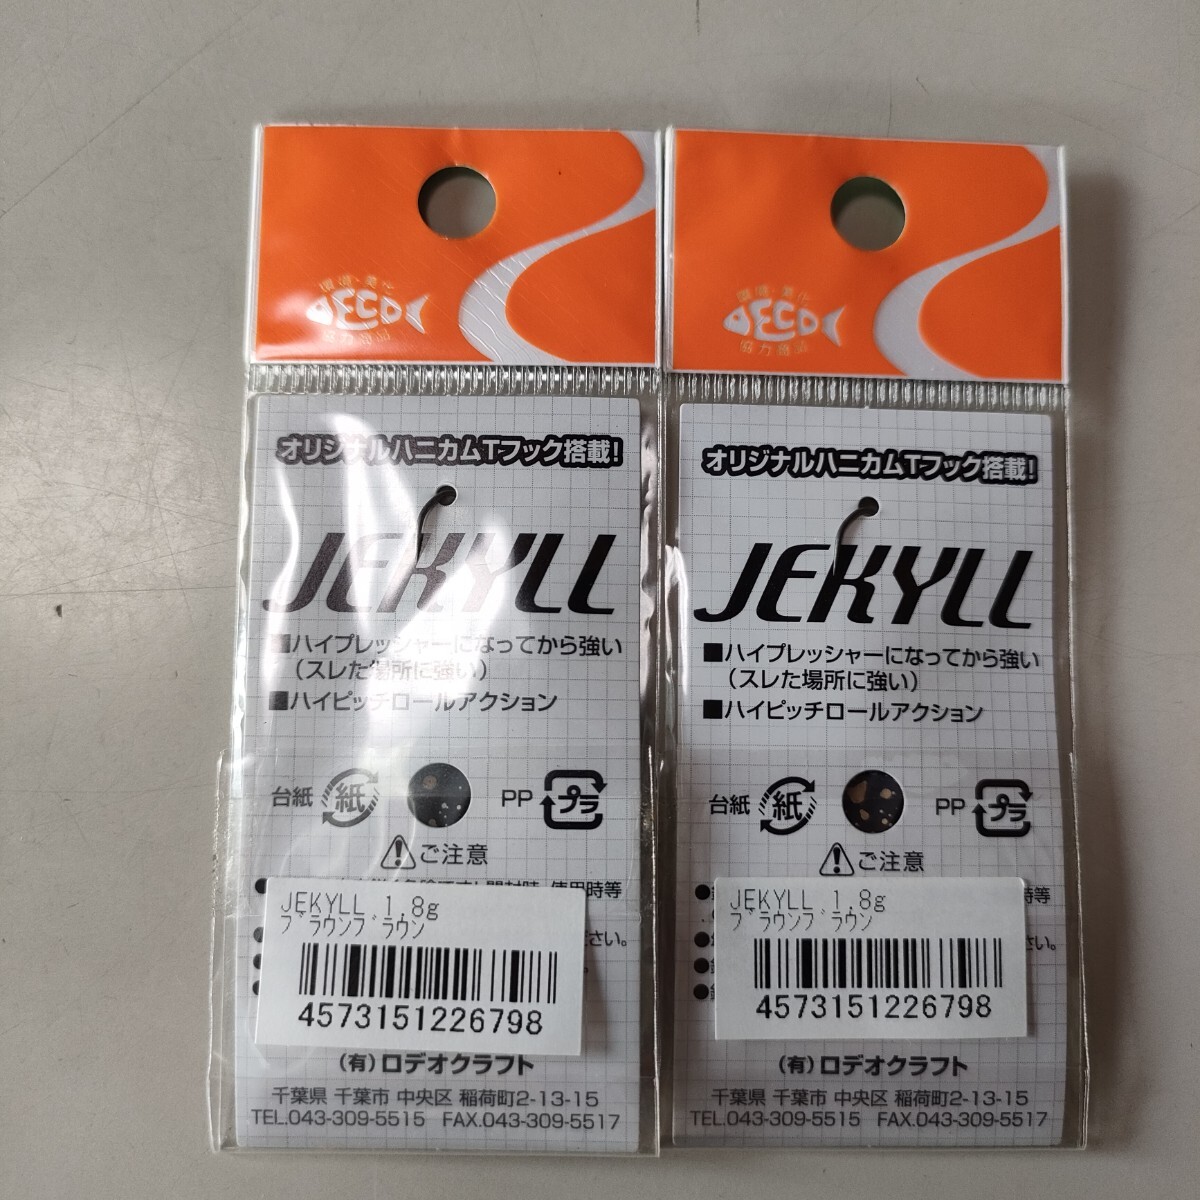 環境・美化
ECO
協力商品
オリジナルハニカムTフック搭載!
JEKYLL
■ハイプレッシャーになってから強い
(スレた場所に強い)
■ハイピッチロールアクション
台紙 紙 PP プラ
ご注意
時等
JEKYLL 1.8g
ブラウンブラウン
ださい。
4573151226798
(有)ロデオクラフト
千葉県 千葉市 中央区 稲荷町2-13-15
TEL.043-309-5515 FAX.043-309-5517
環境・美化
ECO
協力商品
オリジナルハニカムTフック搭載!
JEKYLL
■ハイプレッシャーになってから強い
(スレた場所に強い)
■ハイピッチロールアクション
台紙 紙 PP プラ
ご注意
時等
JEKYLL 1.8g
ブラウンブラウン
さい。
4573151226798
(有)ロデオクラフト
千葉県 千葉市 中央区 稲荷町2-13-15
TEL.043-309-5515 FAX.043-309-5517